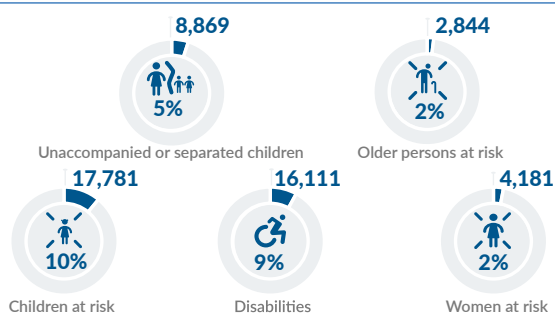 8,869
2,844
5%
2%
Unaccompanied or separated children
Older persons at risk
17,781
16,111
4,181
10%
9%
2%
Children at risk
Disabilities
Women at risk